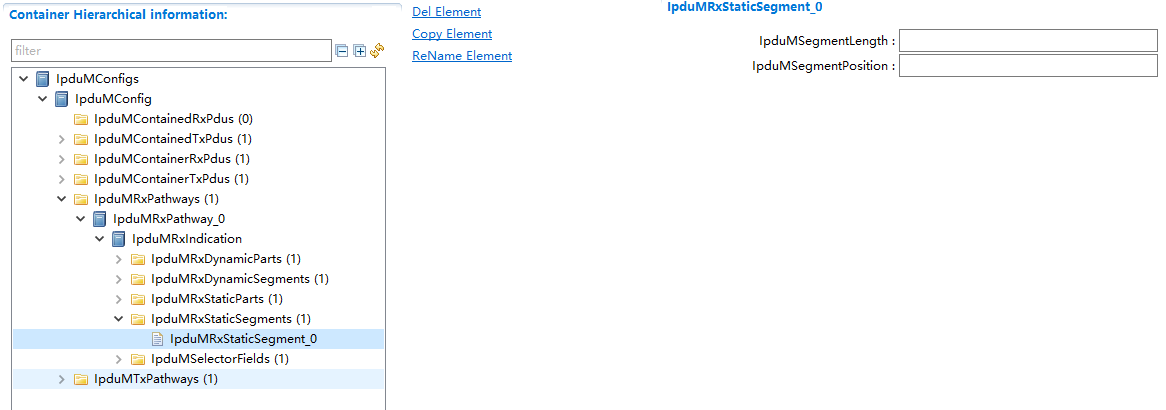 Container Hierarchical information:
filter
IpduMConfigs
IpduMConfig
IpduMContainedRxPdus (0)
IpduMContainedTxPdus (1)
IpduMContainerRxPdus (1)
IpduMContainerTxPdus (1)
IpduMRxPathways (1)
IpduMRxPathway_0
IpduMRxIndication
IpduMRxDynamicParts (1)
IpduMRxDynamicSegments (1)
IpduMRxStaticParts (1)
IpduMRxStaticSegments (1)
IpduMRxStaticSegment_0
IpduMSelectorFields (1)
IpduMTxPathways (1)
Del Element
Copy Element
ReName Element
IpduMRxStaticSegment_0
IpduMSegmentLength :
IpduMSegmentPosition :